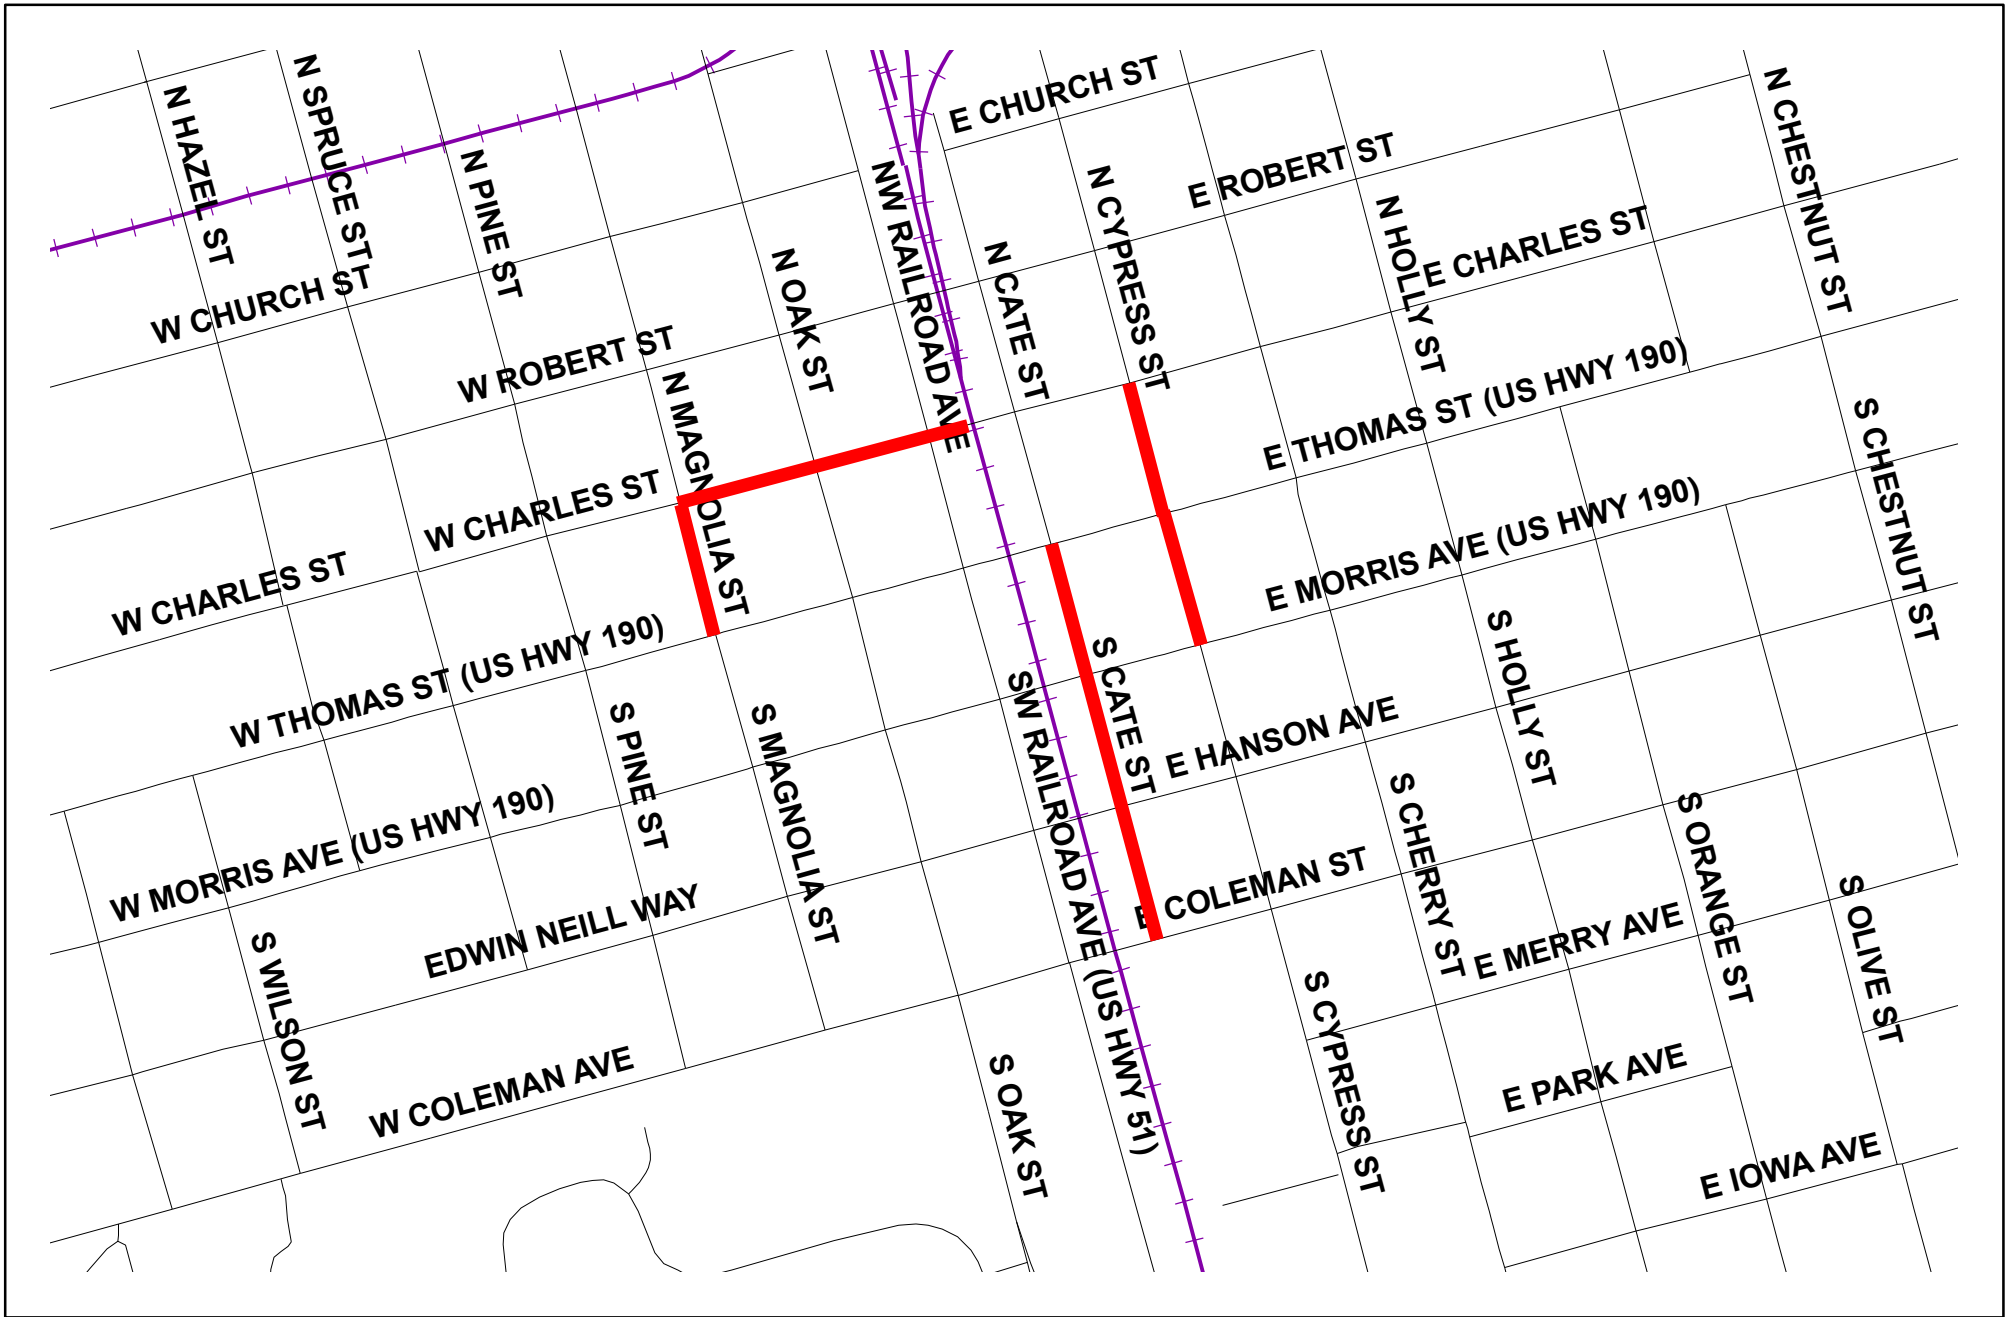 E CHURCH ST
N SPRUCE ST
N HAZEL ST
N CHESTNUT ST
E ROBERT ST
N PINE ST
NW RAILROAD AVE
N CYPRESS ST
N HOLLY ST
E CHARLES ST
W CHURCH ST
N OAK ST
N CATE ST
W ROBERT ST
E THOMAS ST (US HWY 190)
N MAGNOLIA ST
S CHESTNUT ST
W CHARLES ST
E MORRIS AVE (US HWY 190)
W CHARLES ST
W THOMAS ST (US HWY 190)
S HOLLY ST
S CATE ST
SW RAILROAD AVE (US HWY 51)
S PINE ST
S MAGNOLIA ST
E HANSON AVE
W MORRIS AVE (US HWY 190)
S CHERRY ST
S ORANGE ST
E COLEMAN ST
EDWIN NEILL WAY
S OLIVE ST
E MERRY AVE
S WILSON ST
S CYPRESS ST
W COLEMAN AVE
S OAK ST
E PARK AVE
E IOWA AVE